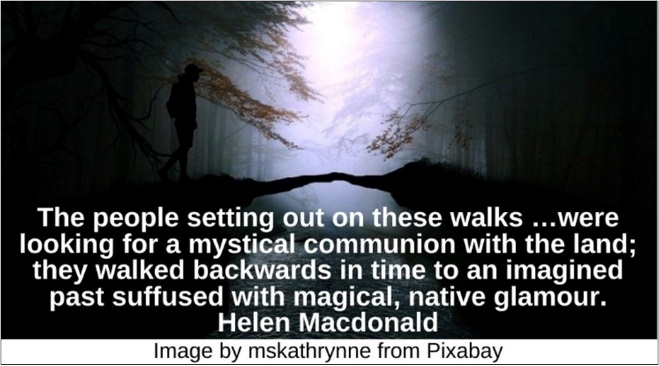 The people setting out on these walks …were
looking for a mystical communion with the land;
they walked backwards in time to an imagined
past suffused with magical, native glamour.
Helen Macdonald
Image by mskathrynne from Pixabay